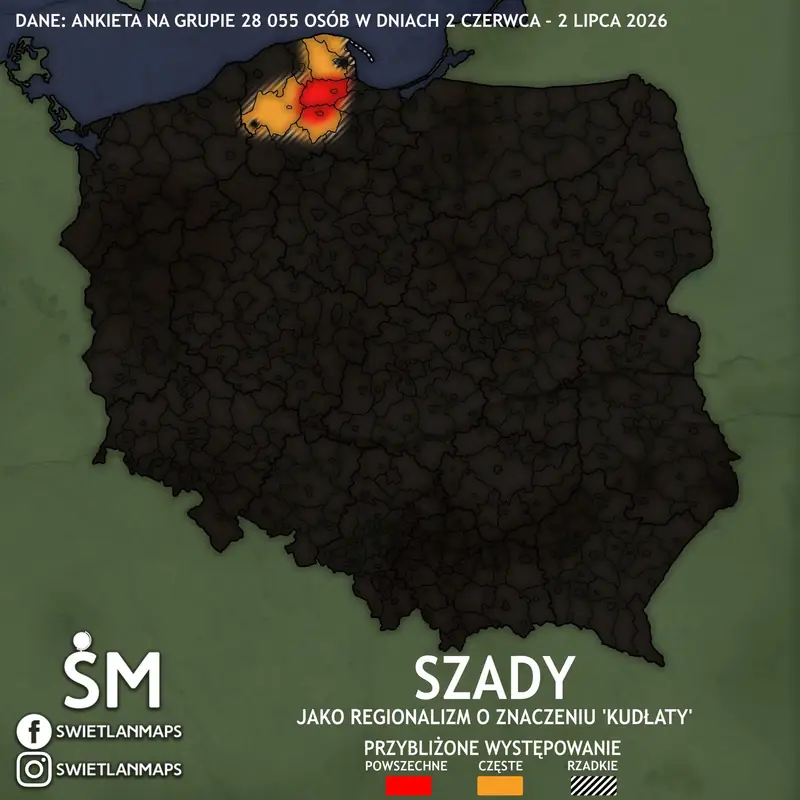 DANE: ANKIETA NA GRUPIE 28 055 OSÓB W DNIACH 2 CZERWCA - 2 LIPCA 2026
ŚM
SWIETLANMAPS
SWIETLANMAPS
SZADY
JAKO REGIONALIZM O ZNACZENIU 'KUDŁATY'
PRZYBLIŻONE WYSTĘPOWANIE
POWSZECHNE CZĘSTE RZADKIE